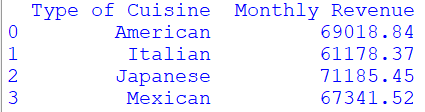 Type of Cuisine Monthly Revenue
0 American 69018.84
1 Italian 61178.37
2 Japanese 71185.45
3 Mexican 67341.52